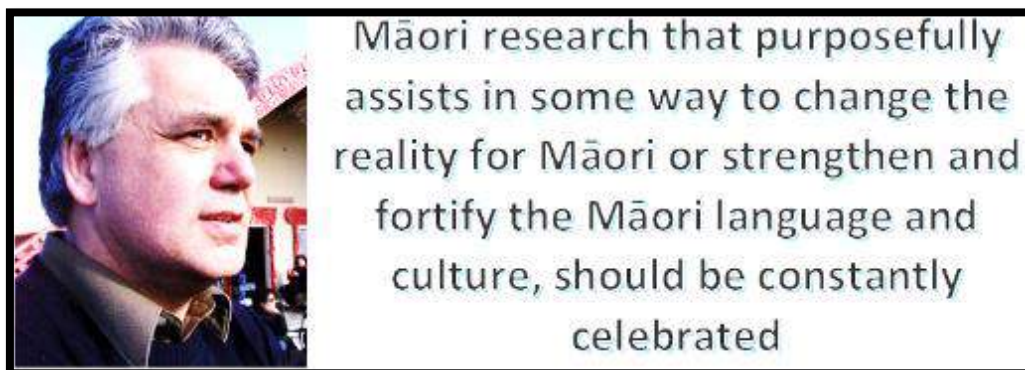 Māori research that purposefully
assists in some way to change the
reality for Māori or strengthen and
fortify the Māori language and
culture, should be constantly
celebrated